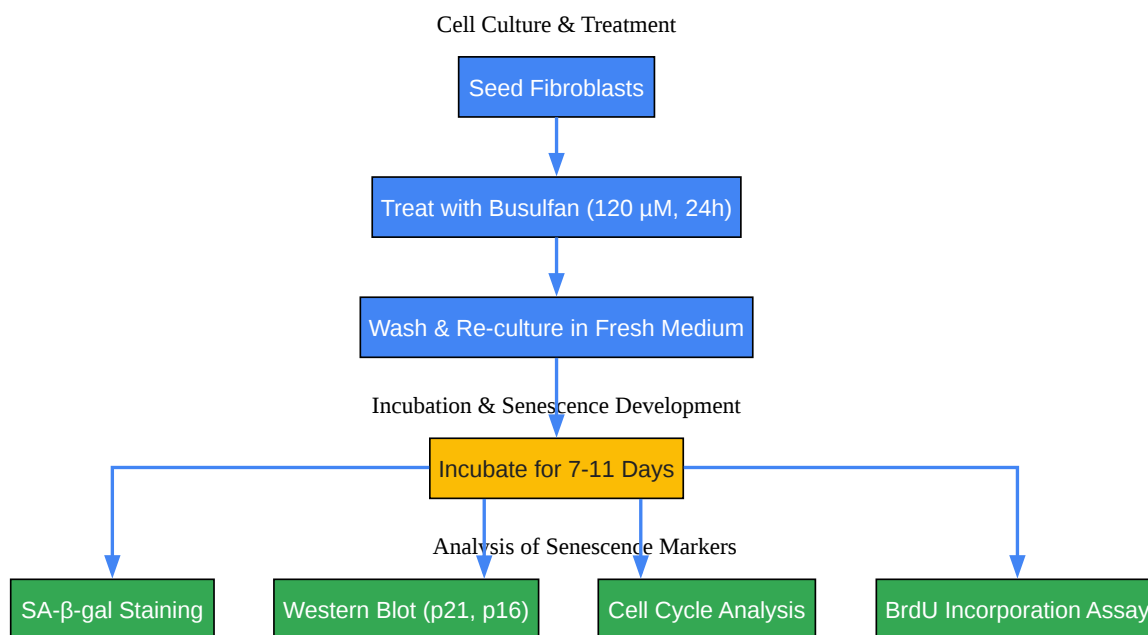 Cell Culture & Treatment
Seed Fibroblasts
Treat with Busulfan (120 µM, 24h)
Wash & Re-culture in Fresh Medium
Incubation & Senescence Development
Incubate for 7-11 Days
Analysis of Senescence Markers
SA-β-gal Staining
Western Blot (p21, p16)
Cell Cycle Analysis
BrdU Incorporation Assay